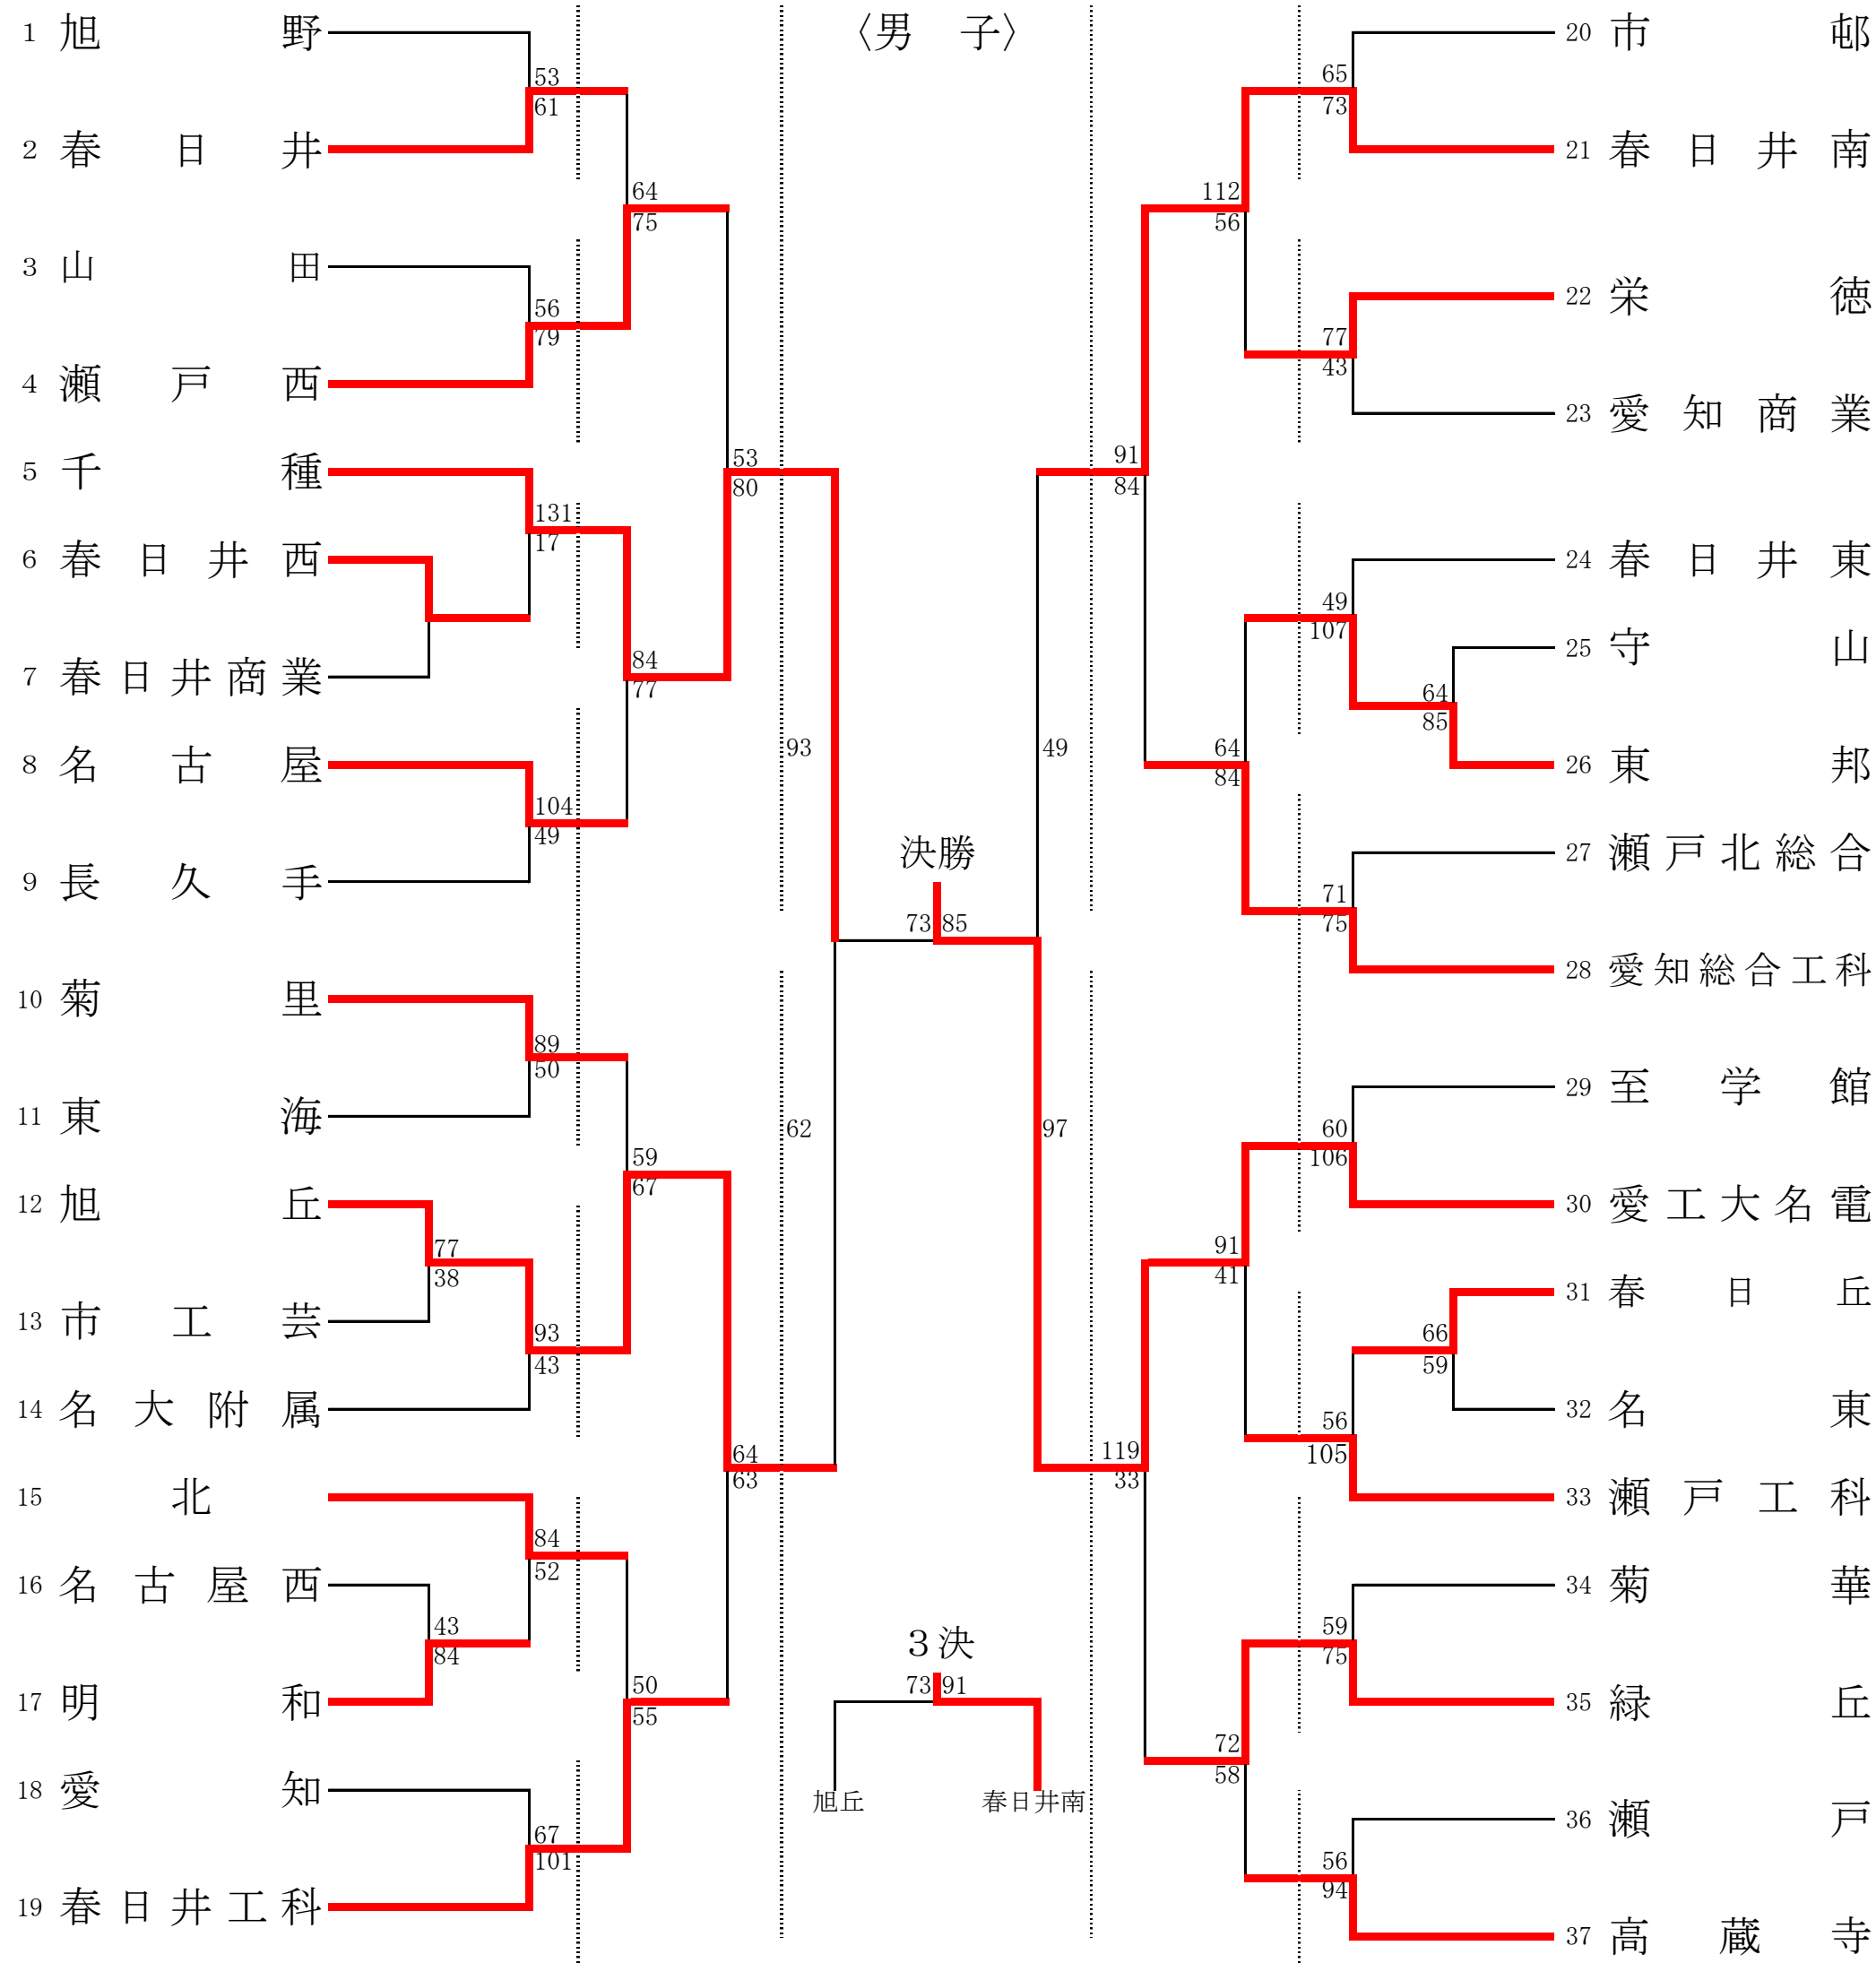 〈男　子〉
1 旭野
2 春日井
3 山田
4 瀬戸西
5 千種
6 春日井西
7 春日井商業
8 名古屋
9 長久手
10 菊里
11 東海
12 旭丘
13 市工芸
14 名大附属
15 北
16 名古屋西
17 明和
18 愛知
19 春日井工科
53
61
56
79
131
17
104
49
89
50
77
38
93
43
84
52
43
84
67
101
64
75
84
77
59
67
50
55
53
80
64
63
93
62
決勝
73 85
49
97
3決
73 91
旭丘 春日井南
91
84
119
33
112
56
64
84
91
41
72
58
65
73
77
43
49
107
64
85
71
75
60
106
66
59
56
105
59
75
56
94
20 市邨
21 春日井南
22 栄徳
23 愛知商業
24 春日井東
25 守山
26 東邦
27 瀬戸北総合
28 愛知総合工科
29 至学館
30 愛工大名電
31 春日丘
32 名東
33 瀬戸工科
34 菊華
35 緑丘
36 瀬戸
37 高蔵寺